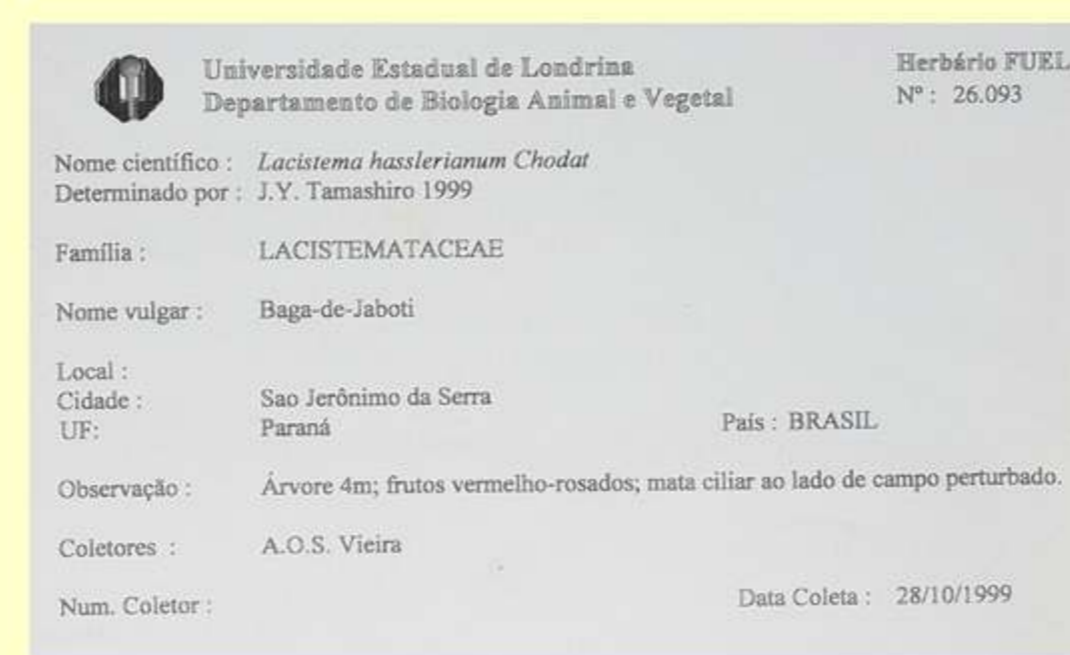 Universidade Estadual de Londrina
Departamento de Biologia Animal e Vegetal
Herbário FUEL
Nº : 26.093
Nome científico : Lacistema hasslerianum Chodat
Determinado por : J.Y. Tamashiro 1999
Família : LACISTEMATACEAE
Nome vulgar : Baga-de-Jaboti
Local :
Cidade : Sao Jerônimo da Serra
UF: Paraná País : BRASIL
Observação : Árvore 4m; frutos vermelho-rosados; mata ciliar ao lado de campo perturbado.
Coletores : A.O.S. Vieira
Num. Coletor : Data Coleta : 28/10/1999